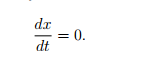 dx/dt = 0.